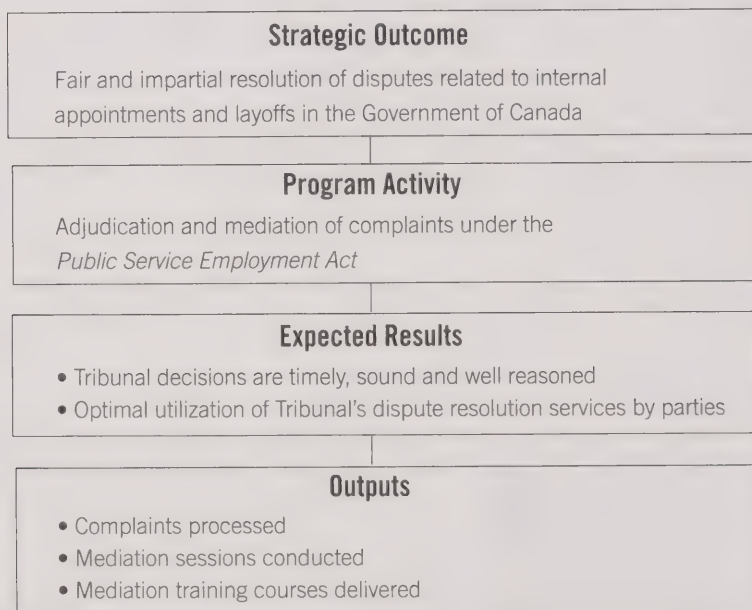 Strategic Outcome
Fair and impartial resolution of disputes related to internal
appointments and layoffs in the Government of Canada
Program Activity
Adjudication and mediation of complaints under the
Public Service Employment Act
Expected Results
• Tribunal decisions are timely, sound and well reasoned
• Optimal utilization of Tribunal's dispute resolution services by parties
Outputs
• Complaints processed
• Mediation sessions conducted
• Mediation training courses delivered